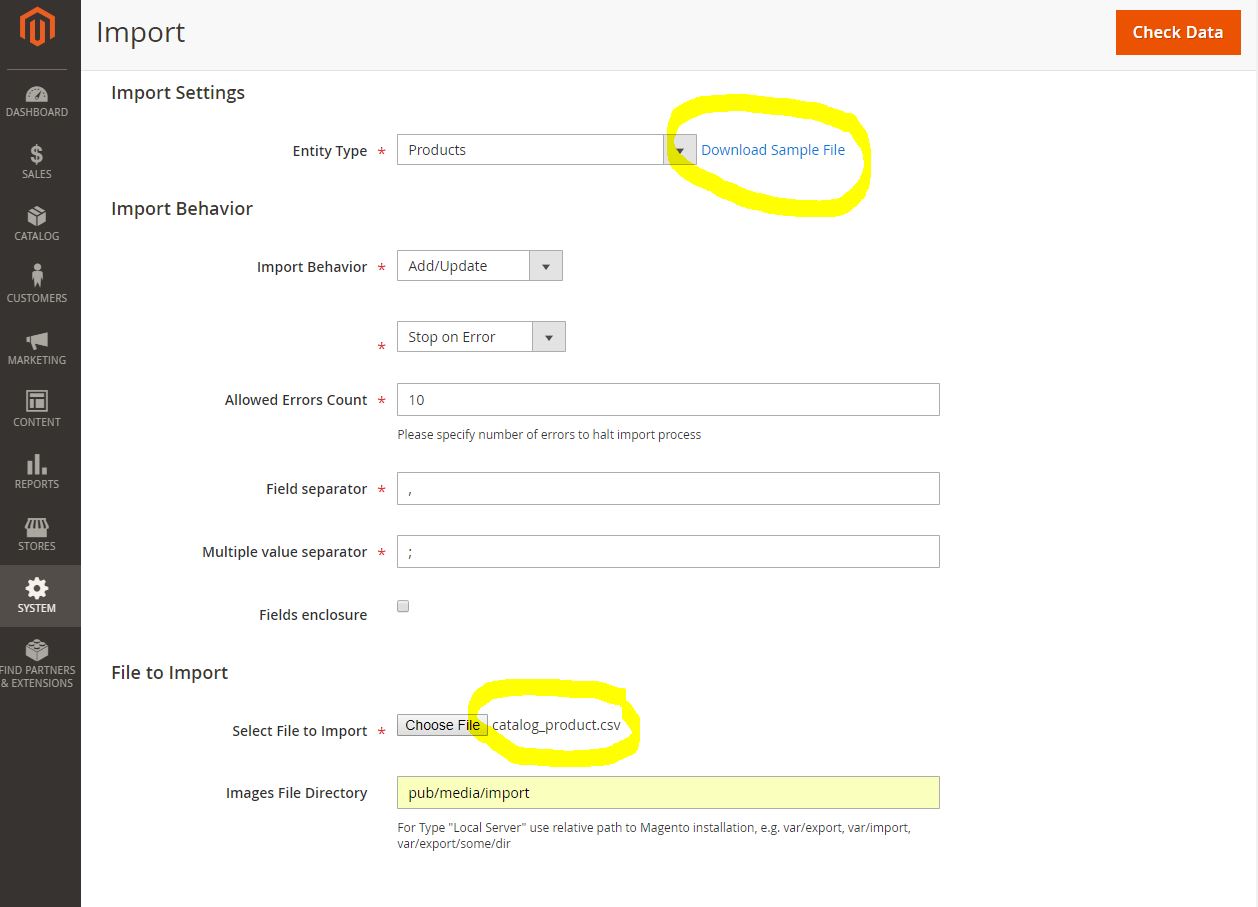 Import
Check Data
DASHBOARD
SALES
CATALOG
CUSTOMERS
MARKETING
CONTENT
REPORTS
STORES
SYSTEM
FIND PARTNERS
& EXTENSIONS
Import Settings
Entity Type * Products Download Sample File
Import Behavior
Import Behavior * Add/Update
* Stop on Error
Allowed Errors Count * 10
Please specify number of errors to halt import process
Field separator * ,
Multiple value separator * ;
Fields enclosure
File to Import
Select File to Import * Choose File catalog_product.csv
Images File Directory pub/media/import
For Type "Local Server" use relative path to Magento installation, e.g. var/export, var/import,
var/export/some/dir